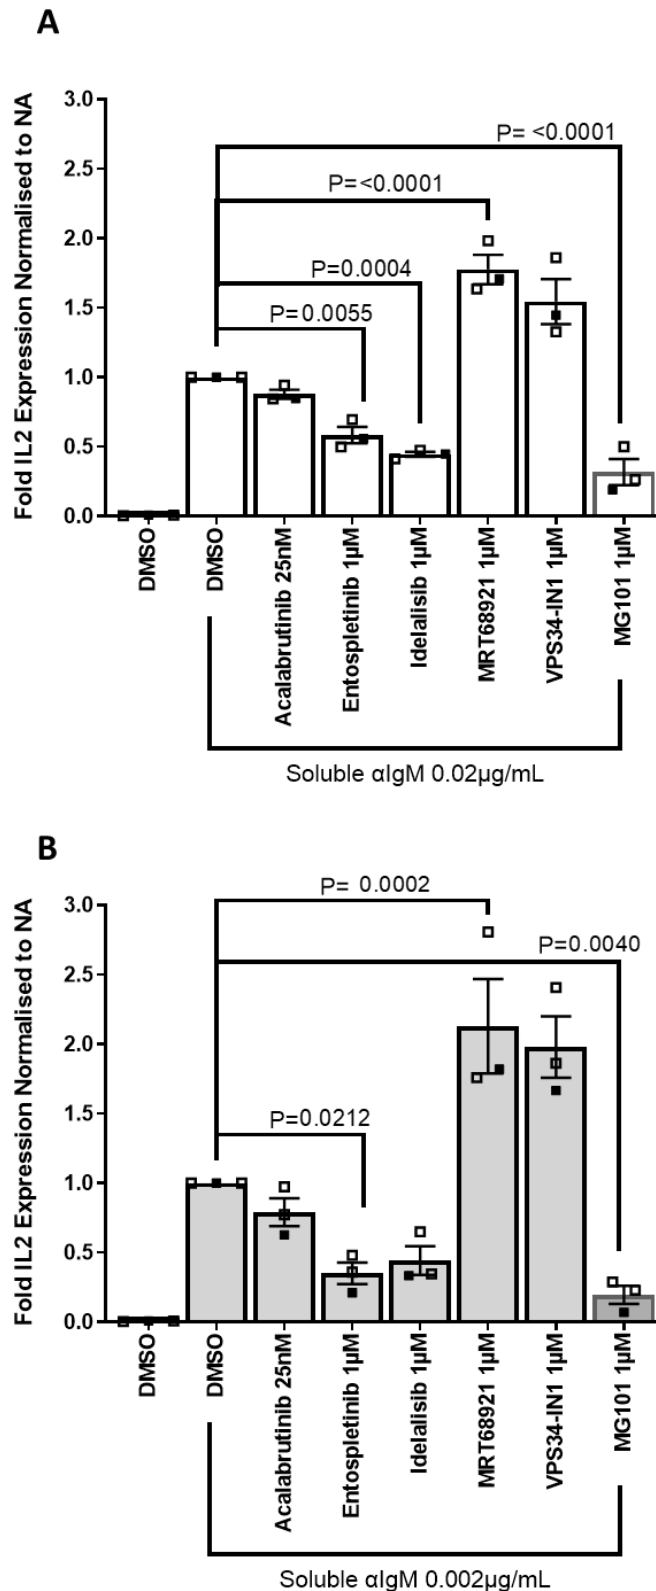 A
Fold IL2 Expression Normalised to NA
3.0
2.5
2.0
1.5
1.0
0.5
0.0
P= <0.0001
P=<0.0001
P=0.0004
P=0.0055
DMSO
DMSO
Acalabrutinib 25nM
Entospletinib 1µM
Idelalisib 1µM
MRT68921 1µM
VPS34-IN1 1µM
MG101 1µM
Soluble αIgM 0.02µg/mL
B
Fold IL2 Expression Normalised to NA
3.0
2.5
2.0
1.5
1.0
0.5
0.0
P= 0.0002
P=0.0040
P=0.0212
DMSO
DMSO
Acalabrutinib 25nM
Entospletinib 1µM
Idelalisib 1µM
MRT68921 1µM
VPS34-IN1 1µM
MG101 1µM
Soluble αIgM 0.002µg/mL